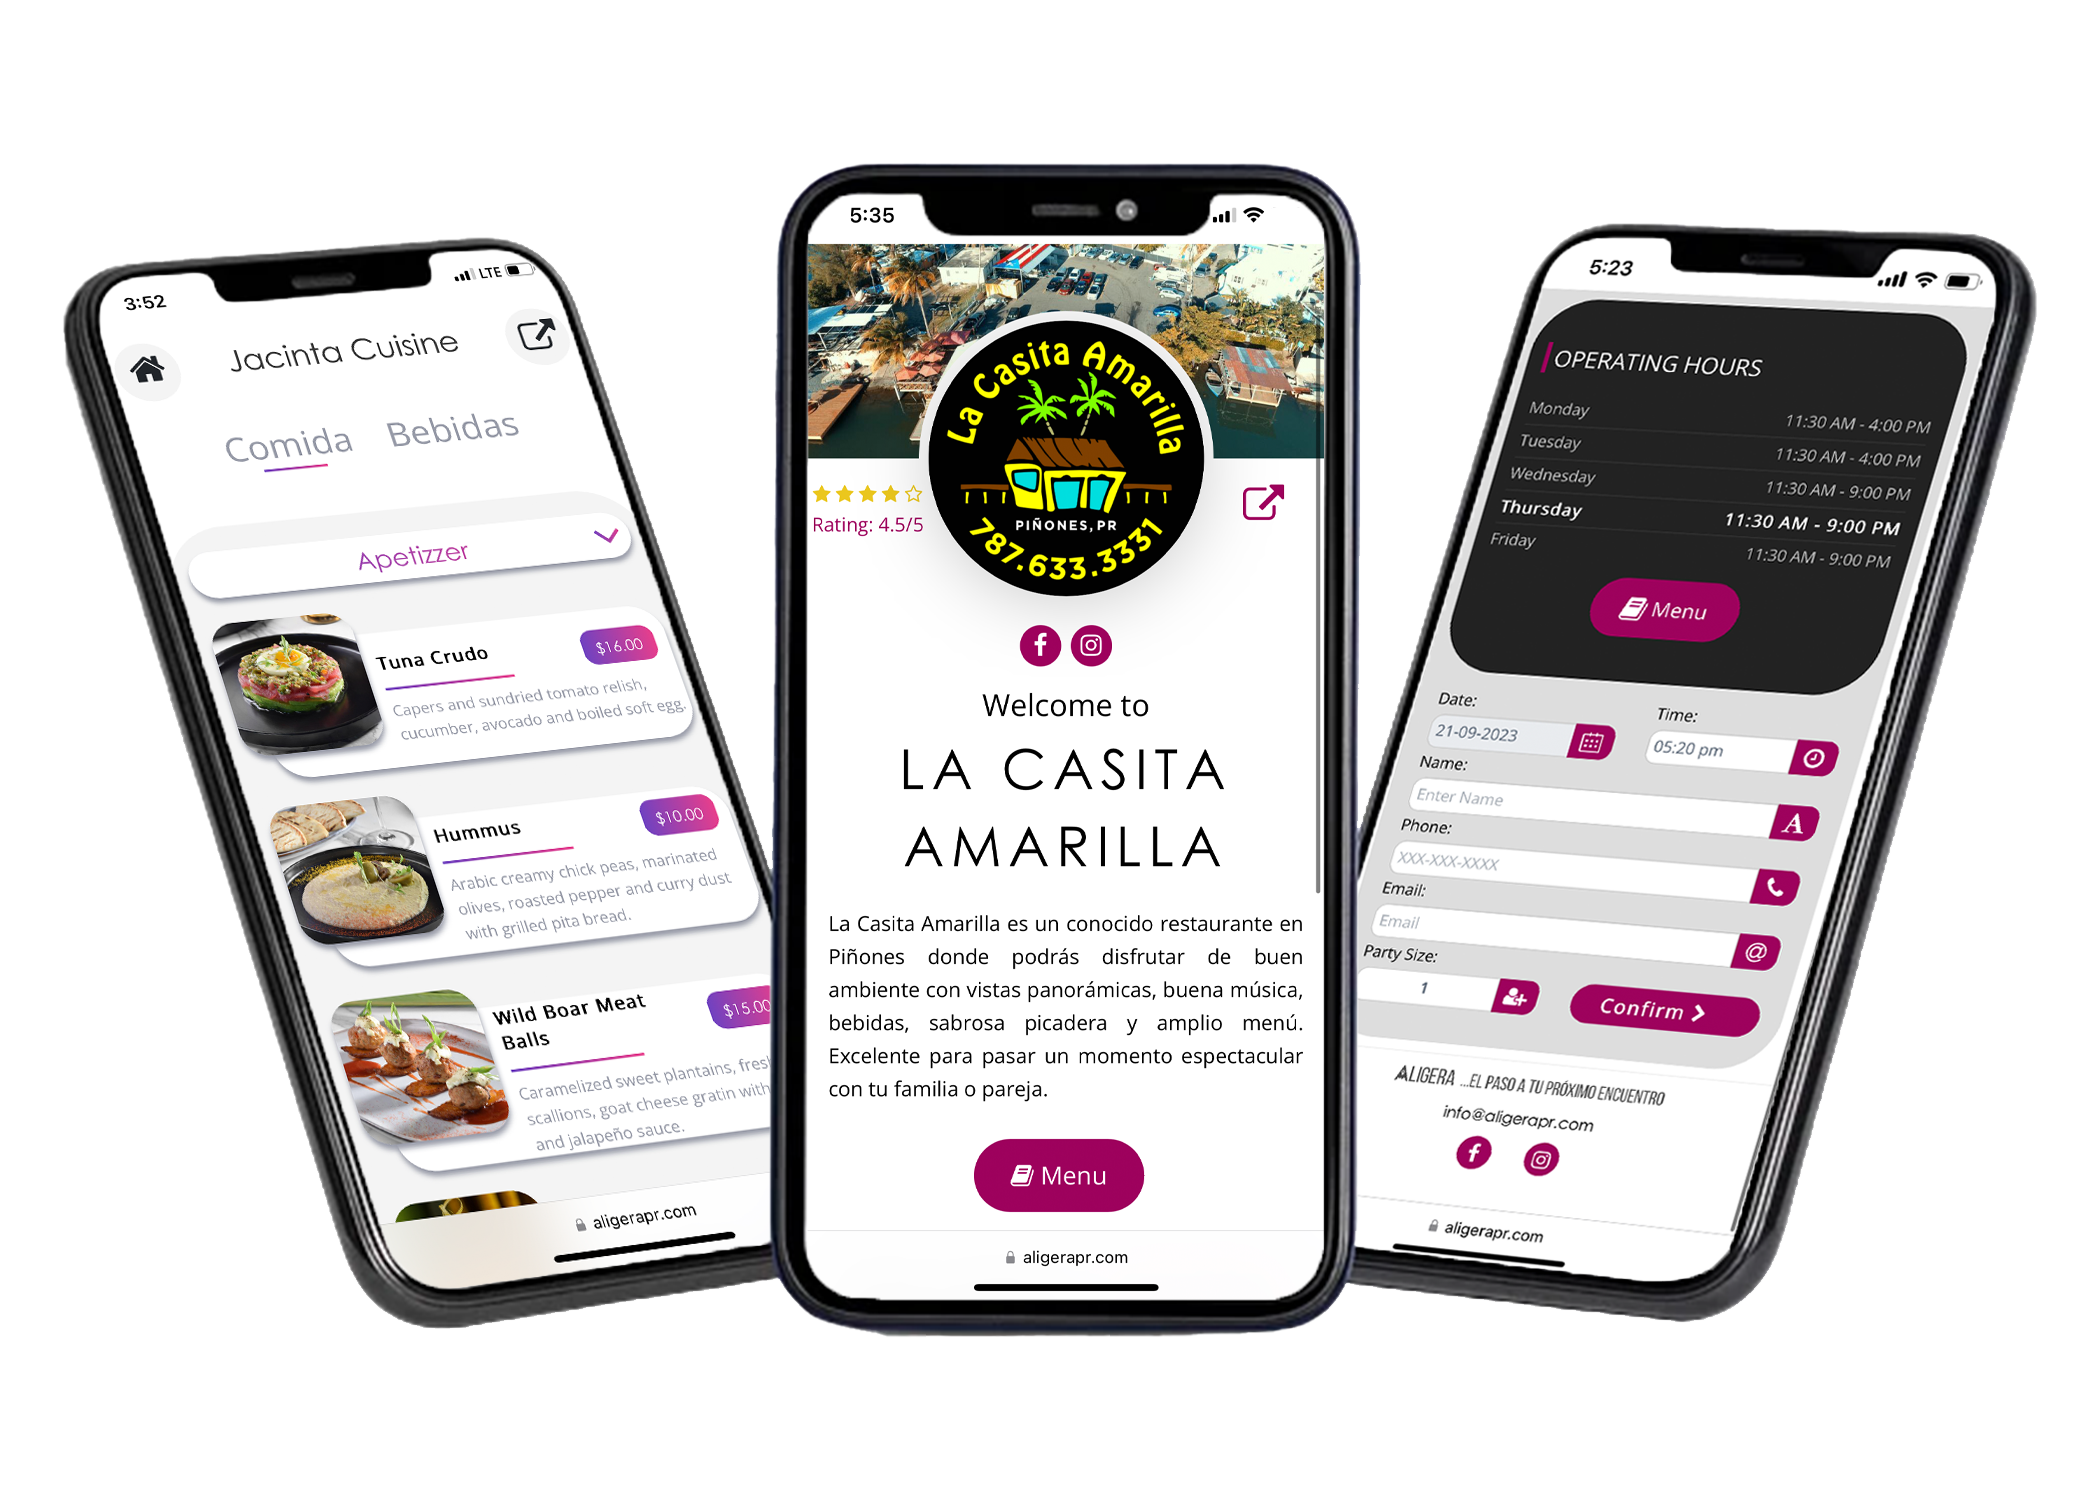 3:52
LTE
Jacinta Cuisine
Comida Bebidas
Apetizzer
Tuna Crudo
$16.00
Capers and sundried tomato relish,
cucumber, avocado and boiled soft egg.
Hummus
$10.00
Arabic creamy chick peas, marinated
olives, roasted pepper and curry dust
with grilled pita bread.
Wild Boar Meat
Balls
$15.00
Caramelized sweet plantains, fresh
scallions, goat cheese gratin with
and jalapeño sauce.
aligerapr.com
5:35
La Casita Amarilla
PIÑONES, PR
787.633.3331
Rating: 4.5/5
Welcome to
LA CASITA
AMARILLA
La Casita Amarilla es un conocido restaurante en
Piñones donde podrás disfrutar de buen
ambiente con vistas panorámicas, buena música,
bebidas, sabrosa picadera y amplio menú.
Excelente para pasar un momento espectacular
con tu familia o pareja.
Menu
aligerapr.com
5:23
OPERATING HOURS
Monday 11:30 AM - 4:00 PM
Tuesday 11:30 AM - 4:00 PM
Wednesday 11:30 AM - 9:00 PM
Thursday 11:30 AM - 9:00 PM
Friday 11:30 AM - 9:00 PM
Menu
Date: Time:
21-09-2023 05:20 pm
Name:
Enter Name
A
Phone:
XXX-XXX-XXXX
Email:
Email
@
Party Size:
1
Confirm
ALIGERA ...EL PASO A TU PRÓXIMO ENCUENTRO
info@aligerapr.com
aligerapr.com